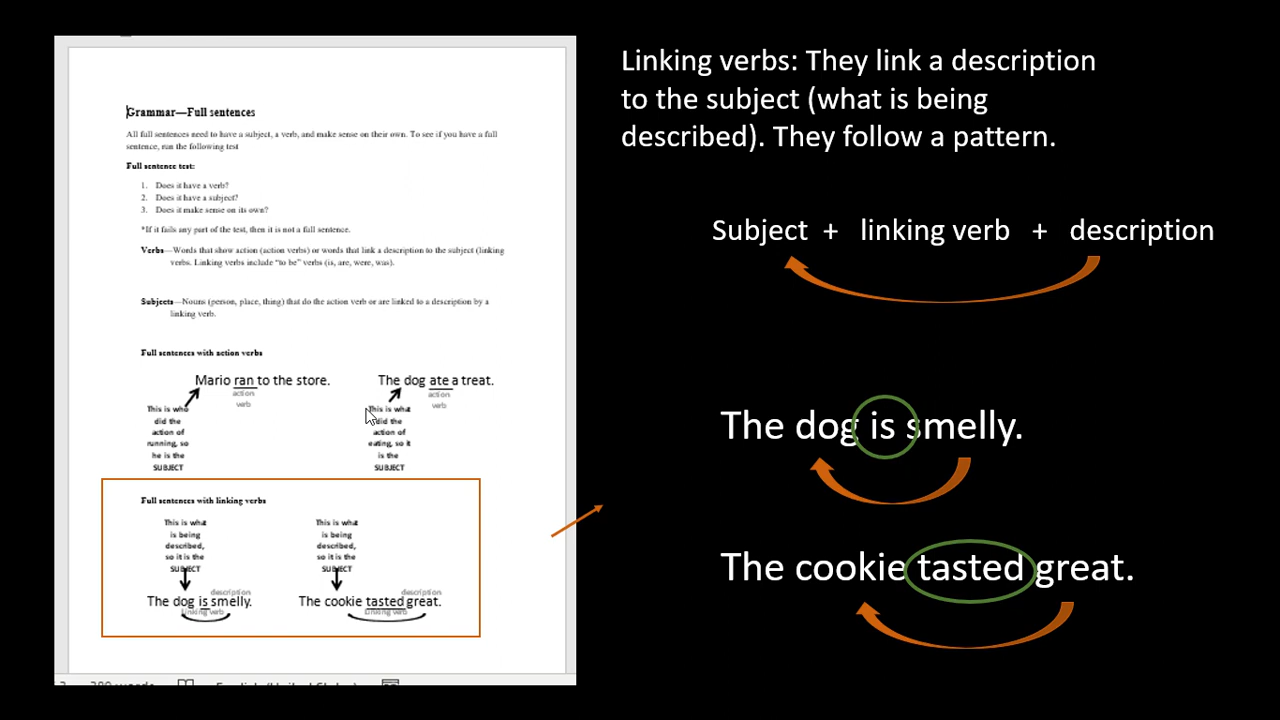 Grammar—Full sentences
All full sentences need to have a subject, a verb, and make sense on their own. To see if you have a full
sentence, run the following test
Full sentence test:
1. Does it have a verb?
2. Does it have a subject?
3. Does it make sense on its own?
*If it fails any part of the test, then it is not a full sentence.
Verbs—Words that show action (action verbs) or words that link a description to the subject (linking
verbs. Linking verbs include "to be" verbs (is, are, were, was).
Subjects—Nouns (person, place, thing) that do the action verb or are linked to a description by a
linking verb.
Full sentences with action verbs
Mario ran to the store.
action
verb
This is who
did the
action of
running, so
he is the
SUBJECT
The dog ate a treat.
action
verb
This is what
did the
action of
eating, so it
is the
SUBJECT
Full sentences with linking verbs
This is what
is being
described,
so it is the
SUBJECT
description
The dog is smelly.
Linking verb
This is what
is being
described,
so it is the
SUBJECT
description
The cookie tasted great.
Linking verb
English (United States)
Linking verbs: They link a description
to the subject (what is being
described). They follow a pattern.
Subject + linking verb + description
The dog is smelly.
The cookie tasted great.